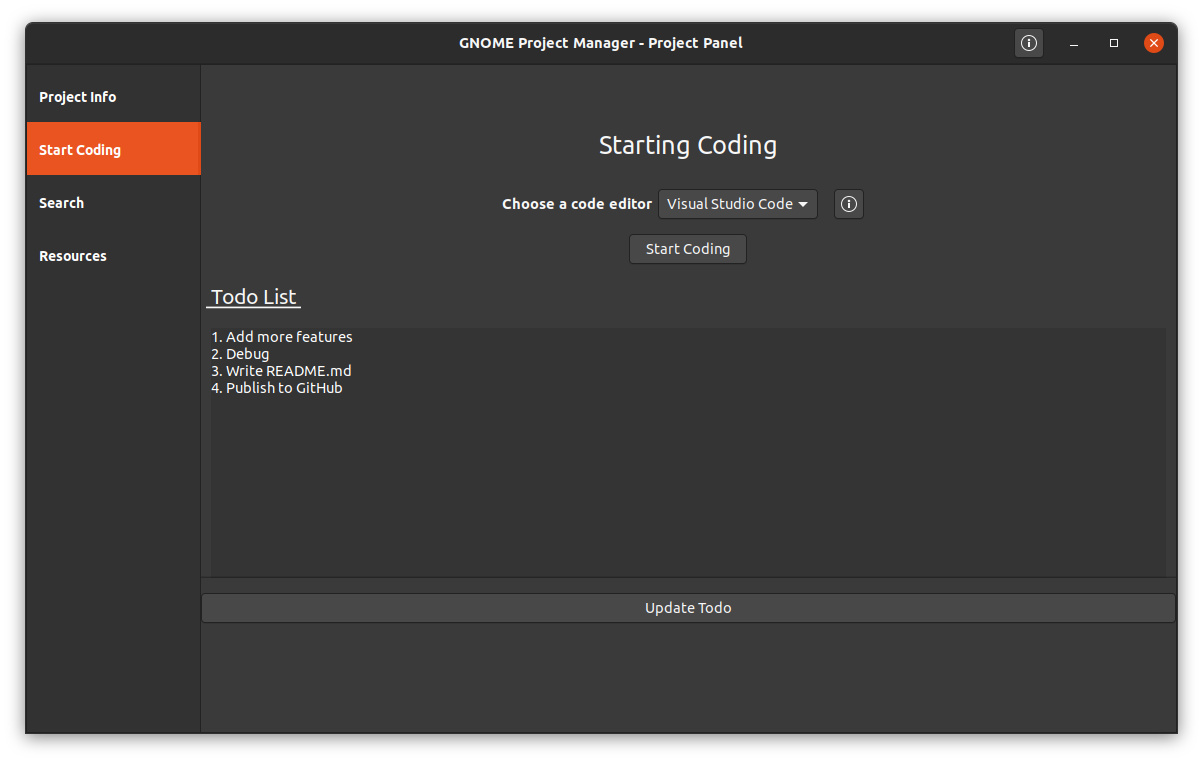 GNOME Project Manager - Project Panel
Project Info
Start Coding
Search
Resources
Starting Coding
Choose a code editor Visual Studio Code
Start Coding
Todo List
1. Add more features
2. Debug
3. Write README.md
4. Publish to GitHub
Update Todo